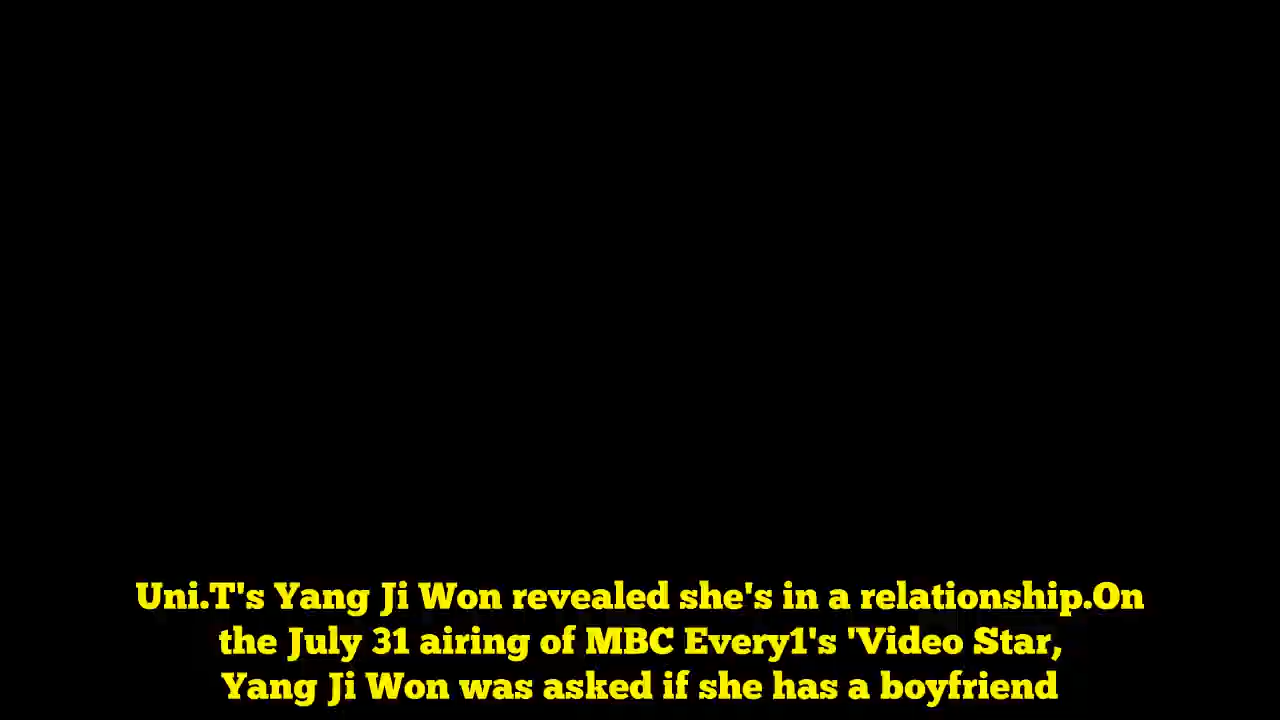 Uni.T's Yang Ji Won revealed she's in a relationship.On
the July 31 airing of MBC Every1's 'Video Star,
Yang Ji Won was asked if she has a boyfriend